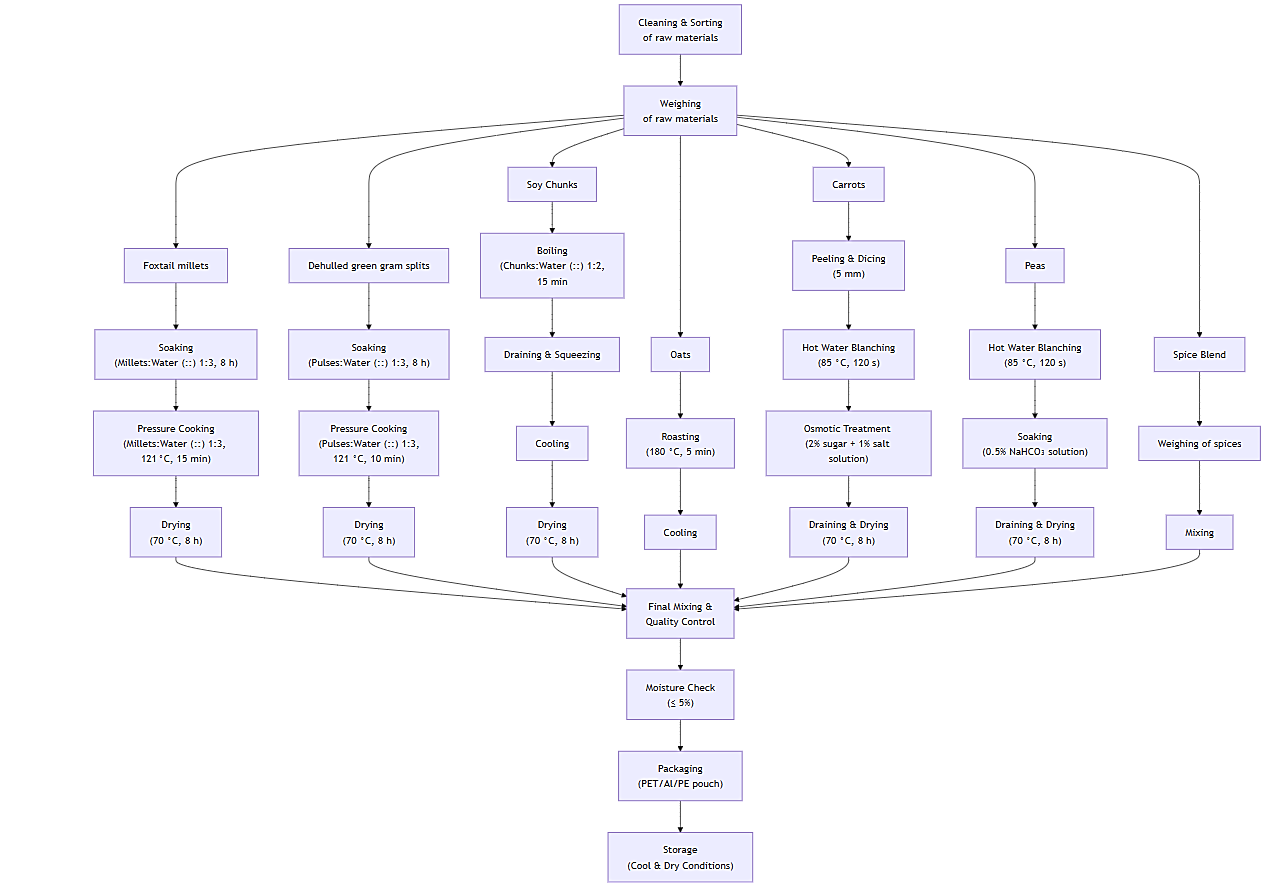 Cleaning & Sorting
of raw materials
Weighing
of raw materials
Soy Chunks
Carrots
Foxtail millets
Dehulled green gram splits
Boiling
(Chunks:Water (::) 1:2,
15 min
Peeling & Dicing
(5 mm)
Peas
Soaking
(Millets:Water (::) 1:3, 8 h)
Soaking
(Pulses:Water (::) 1:3, 8 h)
Draining & Squeezing
Oats
Hot Water Blanching
(85 °C, 120 s)
Hot Water Blanching
(85 °C, 120 s)
Spice Blend
Pressure Cooking
(Millets:Water (::) 1:3,
121 °C, 15 min)
Pressure Cooking
(Pulses:Water (::) 1:3,
121 °C, 10 min)
Cooling
Roasting
(180 °C, 5 min)
Osmotic Treatment
(2% sugar + 1% salt
solution)
Soaking
(0.5% NaHCO₃ solution)
Weighing of spices
Drying
(70 °C, 8 h)
Drying
(70 °C, 8 h)
Drying
(70 °C, 8 h)
Cooling
Draining & Drying
(70 °C, 8 h)
Draining & Drying
(70 °C, 8 h)
Mixing
Final Mixing &
Quality Control
Moisture Check
(≤ 5%)
Packaging
(PET/Al/PE pouch)
Storage
(Cool & Dry Conditions)